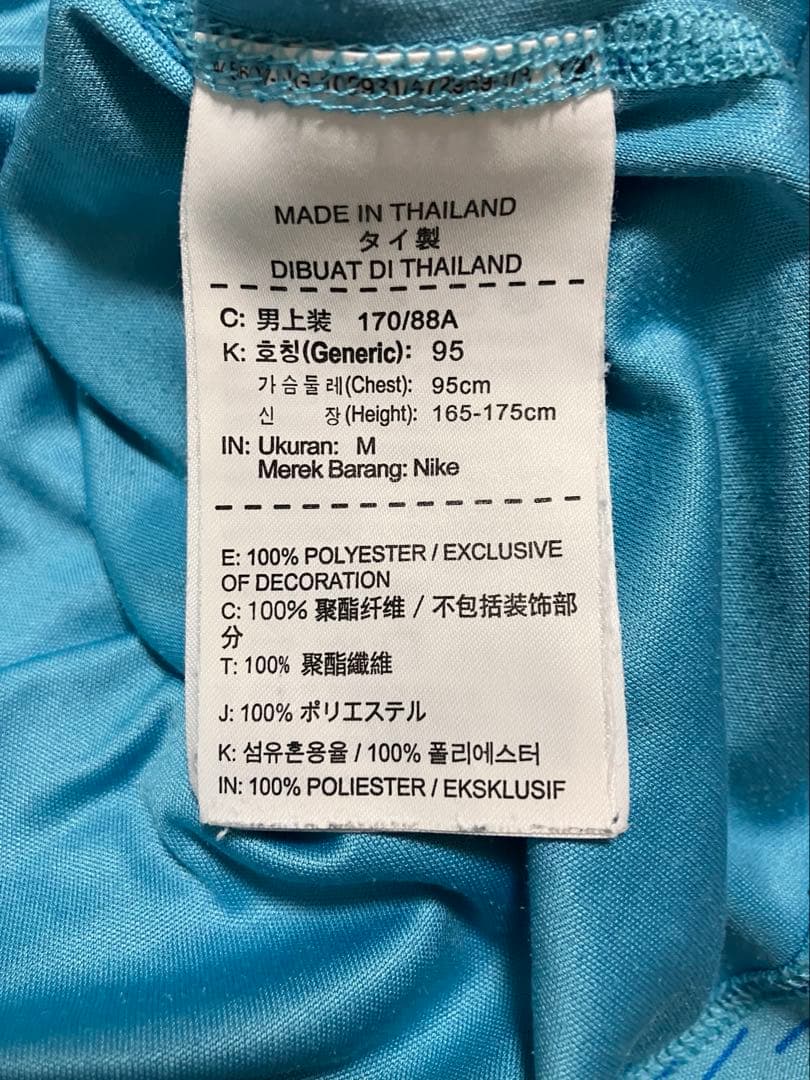 MADE IN THAILAND
タイ製
DIBUAT DI THAILAND
C: 男上装 170/88A
K: 호칭(Generic): 95
가슴둘레(Chest): 95cm
신 장(Height): 165-175cm
IN: Ukuran: M
Merek Barang: Nike
E: 100% POLYESTER / EXCLUSIVE
OF DECORATION
C: 100% 聚酯纤维 / 不包括装饰部
分
T: 100% 聚酯纖維
J: 100% ポリエステル
K: 섬유혼용율 / 100% 폴리에스터
IN: 100% POLIESTER / EKSKLUSIF